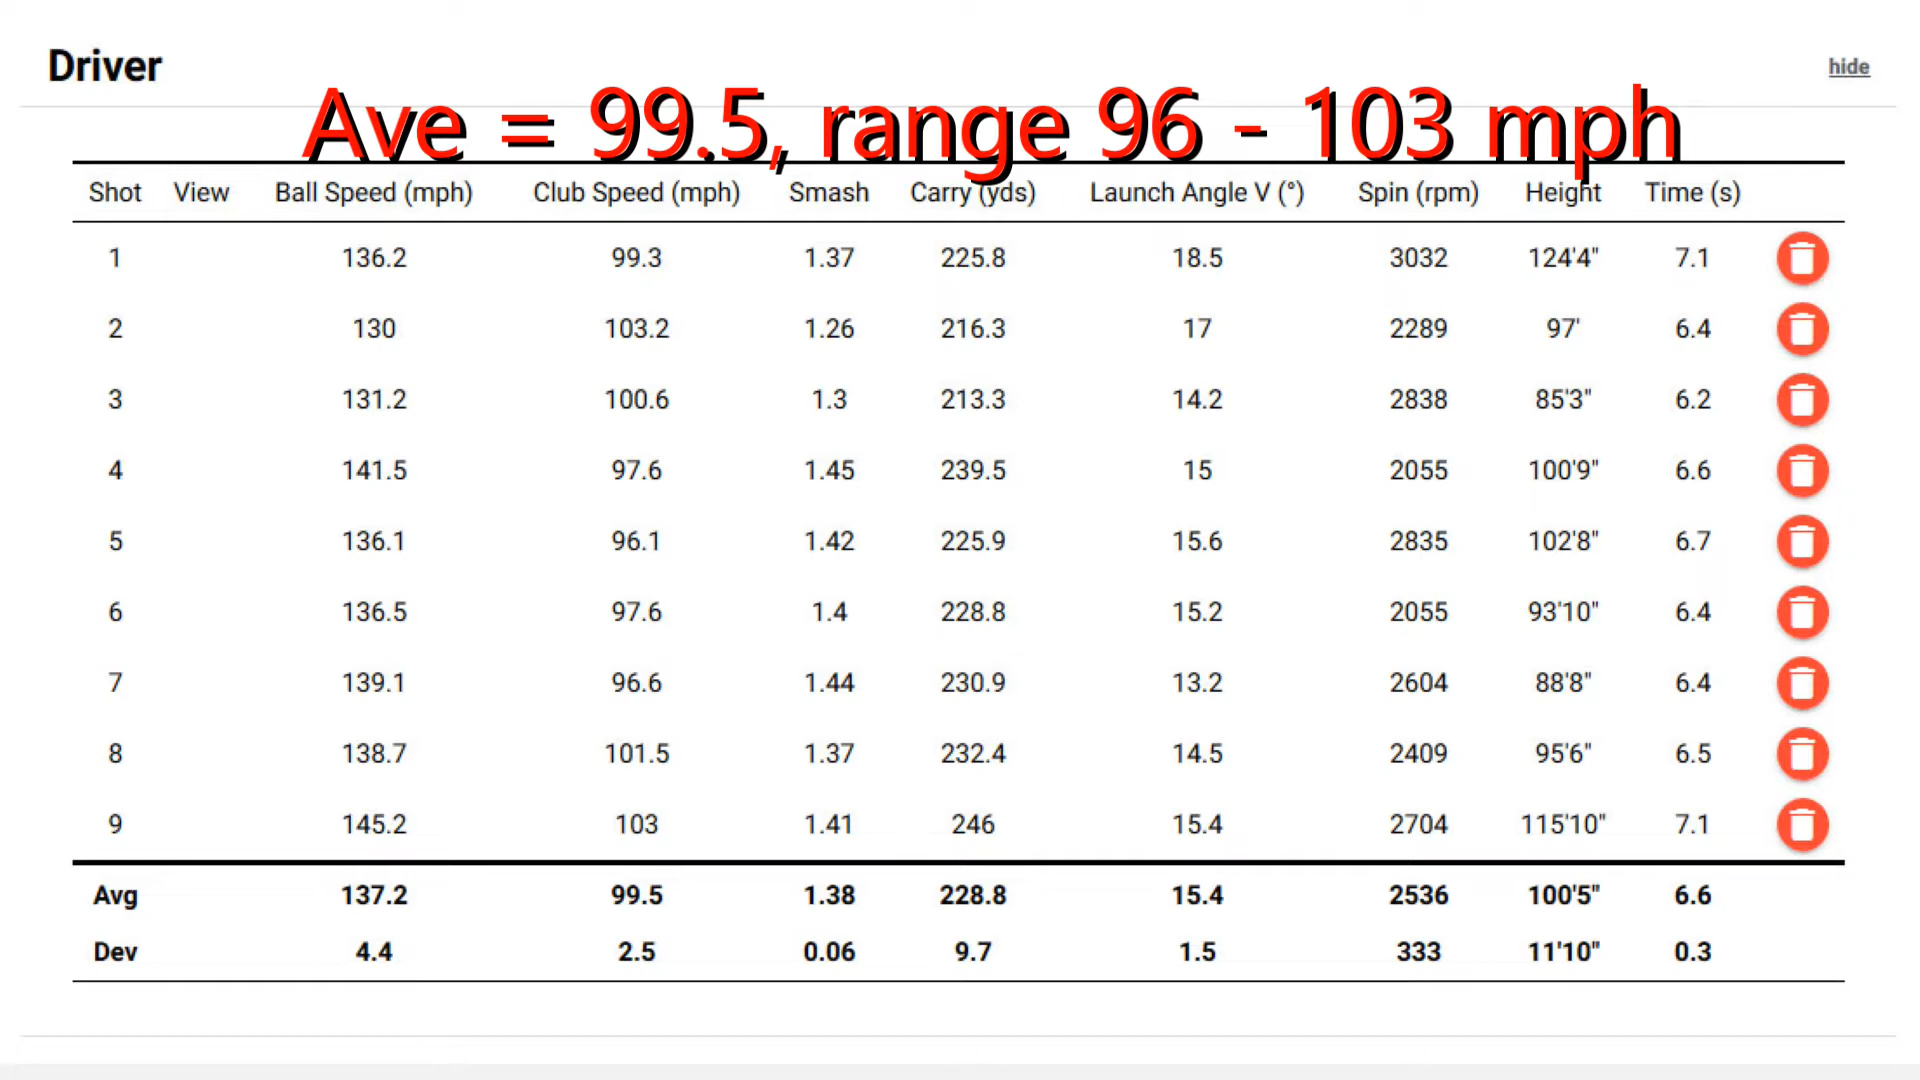 Driver
hide
Ave = 99.5, range 96 - 103 mph
Shot View Ball Speed (mph) Club Speed (mph) Smash Carry (yds) Launch Angle V (°) Spin (rpm) Height Time (s)
1 136.2 99.3 1.37 225.8 18.5 3032 124'4" 7.1
2 130 103.2 1.26 216.3 17 2289 97' 6.4
3 131.2 100.6 1.3 213.3 14.2 2838 85'3" 6.2
4 141.5 97.6 1.45 239.5 15 2055 100'9" 6.6
5 136.1 96.1 1.42 225.9 15.6 2835 102'8" 6.7
6 136.5 97.6 1.4 228.8 15.2 2055 93'10" 6.4
7 139.1 96.6 1.44 230.9 13.2 2604 88'8" 6.4
8 138.7 101.5 1.37 232.4 14.5 2409 95'6" 6.5
9 145.2 103 1.41 246 15.4 2704 115'10" 7.1
Avg 137.2 99.5 1.38 228.8 15.4 2536 100'5" 6.6
Dev 4.4 2.5 0.06 9.7 1.5 333 11'10" 0.3